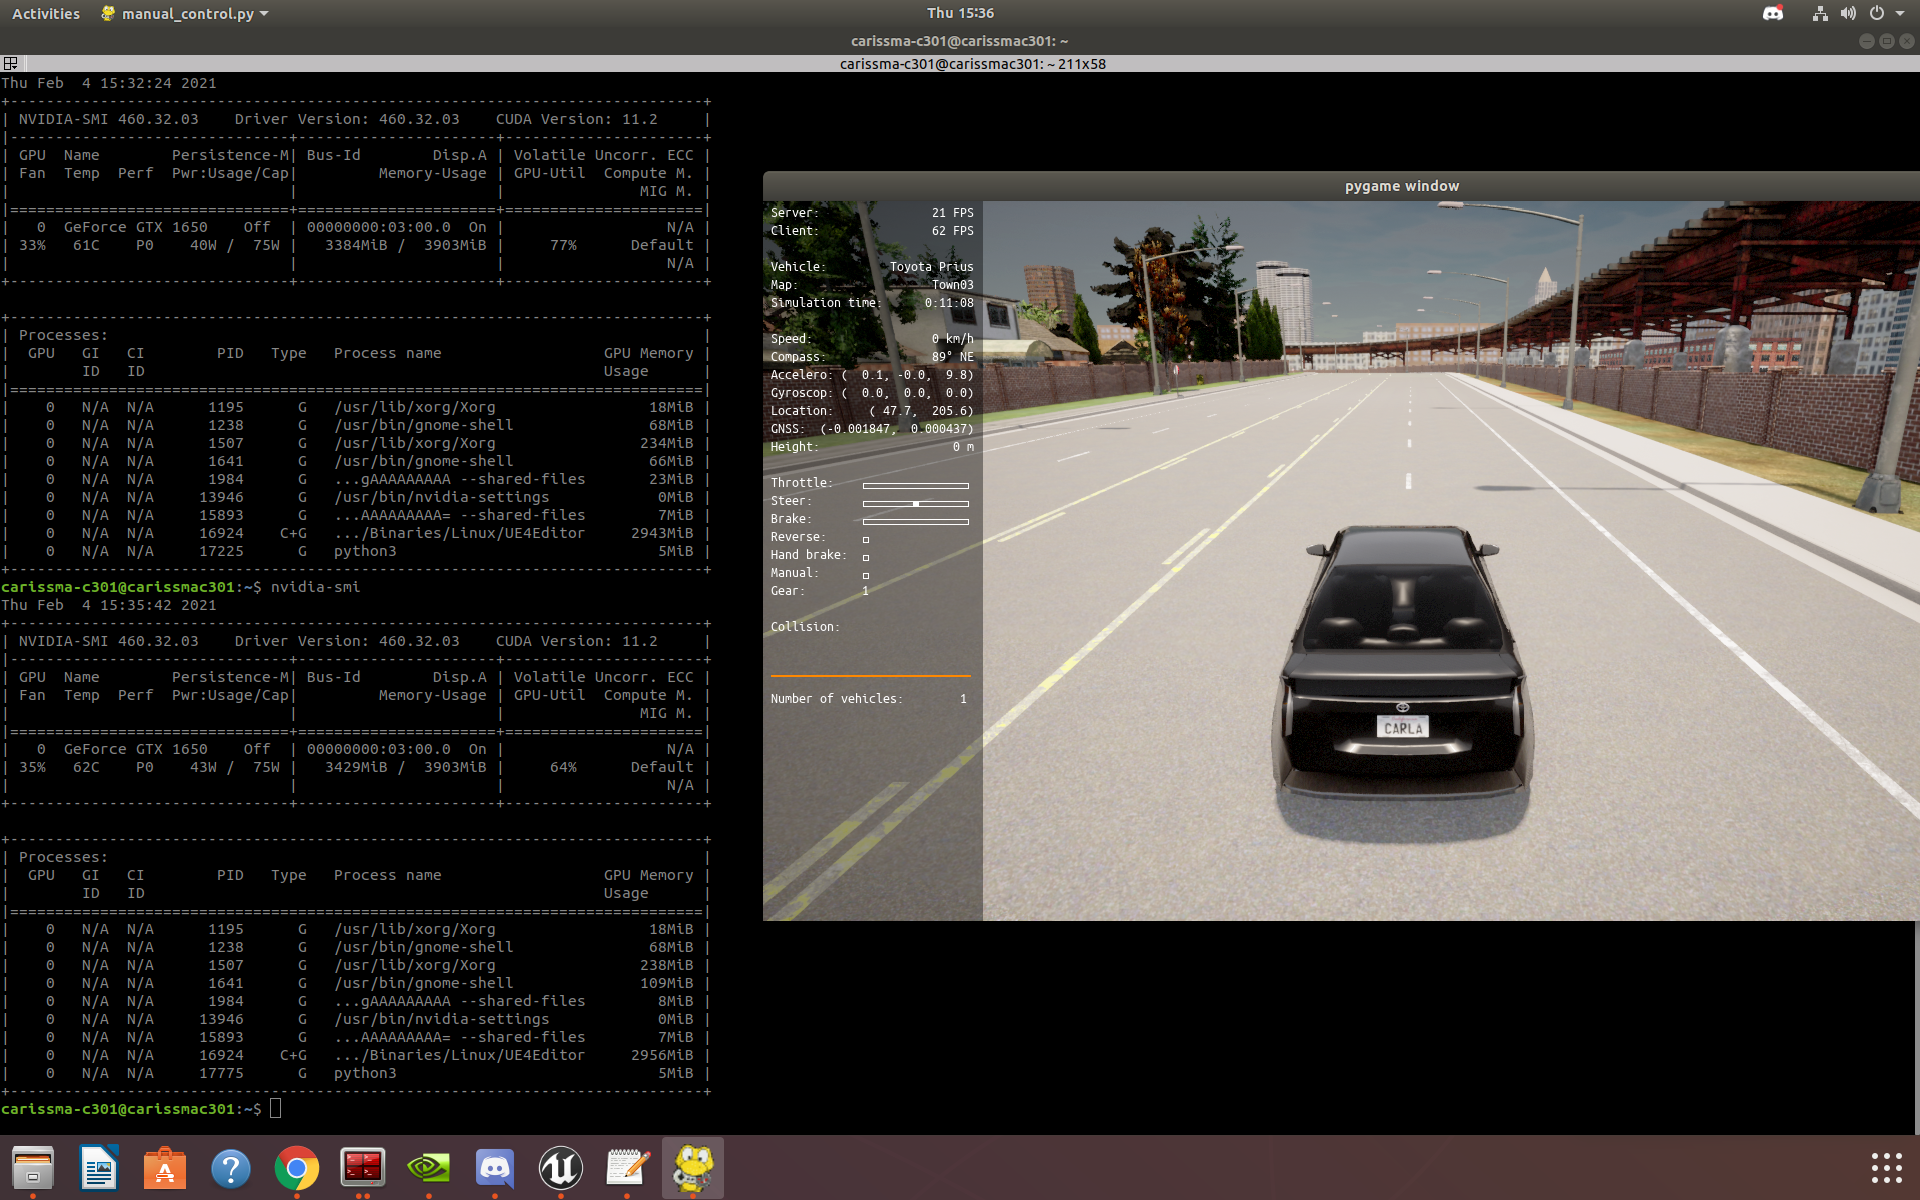 Activities manual_control.py Thu 15:36
carissma-c301@carissmac301: ~
carissma-c301@carissmac301: ~ 211x58
Thu Feb  4 15:32:24 2021
+-----------------------------------------------------------------------------+
| NVIDIA-SMI 460.32.03    Driver Version: 460.32.03    CUDA Version: 11.2     |
|-------------------------------+----------------------+----------------------+
| GPU  Name        Persistence-M| Bus-Id        Disp.A | Volatile Uncorr. ECC |
| Fan  Temp  Perf  Pwr:Usage/Cap|         Memory-Usage | GPU-Util  Compute M. |
|                               |                      |               MIG M. |
|===============================+======================+======================|
|   0  GeForce GTX 1650    Off  | 00000000:03:00.0  On |                  N/A |
| 33%   61C    P0    40W /  75W |   3384MiB /  3903MiB |     77%      Default |
|                               |                      |                  N/A |
+-------------------------------+----------------------+----------------------+
+-----------------------------------------------------------------------------+
| Processes:                                                                  |
|  GPU   GI   CI        PID   Type   Process name                  GPU Memory |
|        ID   ID                                                   Usage      |
|=============================================================================|
|    0   N/A  N/A      1195      G   /usr/lib/xorg/Xorg                 18MiB |
|    0   N/A  N/A      1238      G   /usr/bin/gnome-shell               68MiB |
|    0   N/A  N/A      1507      G   /usr/lib/xorg/Xorg                234MiB |
|    0   N/A  N/A      1641      G   /usr/bin/gnome-shell               66MiB |
|    0   N/A  N/A      1984      G   ...gAAAAAAAAA --shared-files       23MiB |
|    0   N/A  N/A     13946      G   /usr/bin/nvidia-settings            0MiB |
|    0   N/A  N/A     15893      G   ...AAAAAAAAA= --shared-files        7MiB |
|    0   N/A  N/A     16924    C+G   .../Binaries/Linux/UE4Editor     2943MiB |
|    0   N/A  N/A     17225      G   python3                             5MiB |
+-----------------------------------------------------------------------------+
carissma-c301@carissmac301:~$ nvidia-smi
Thu Feb  4 15:35:42 2021
+-----------------------------------------------------------------------------+
| NVIDIA-SMI 460.32.03    Driver Version: 460.32.03    CUDA Version: 11.2     |
|-------------------------------+----------------------+----------------------+
| GPU  Name        Persistence-M| Bus-Id        Disp.A | Volatile Uncorr. ECC |
| Fan  Temp  Perf  Pwr:Usage/Cap|         Memory-Usage | GPU-Util  Compute M. |
|                               |                      |               MIG M. |
|===============================+======================+======================|
|   0  GeForce GTX 1650    Off  | 00000000:03:00.0  On |                  N/A |
| 35%   62C    P0    43W /  75W |   3429MiB /  3903MiB |     64%      Default |
|                               |                      |                  N/A |
+-------------------------------+----------------------+----------------------+
+-----------------------------------------------------------------------------+
| Processes:                                                                  |
|  GPU   GI   CI        PID   Type   Process name                  GPU Memory |
|        ID   ID                                                   Usage      |
|=============================================================================|
|    0   N/A  N/A      1195      G   /usr/lib/xorg/Xorg                 18MiB |
|    0   N/A  N/A      1238      G   /usr/bin/gnome-shell               68MiB |
|    0   N/A  N/A      1507      G   /usr/lib/xorg/Xorg                238MiB |
|    0   N/A  N/A      1641      G   /usr/bin/gnome-shell              109MiB |
|    0   N/A  N/A      1984      G   ...gAAAAAAAAA --shared-files        8MiB |
|    0   N/A  N/A     13946      G   /usr/bin/nvidia-settings            0MiB |
|    0   N/A  N/A     15893      G   ...AAAAAAAAA= --shared-files        7MiB |
|    0   N/A  N/A     16924    C+G   .../Binaries/Linux/UE4Editor     2956MiB |
|    0   N/A  N/A     17775      G   python3                             5MiB |
+-----------------------------------------------------------------------------+
carissma-c301@carissmac301:~$
pygame window
Server: 21 FPS
Client: 62 FPS
Vehicle: Toyota Prius
Map: Town03
Simulation time: 0:11:08
Speed: 0 km/h
Compass: 89° NE
Accelero: (  0.1, -0.0,  9.8)
Gyroscop: (  0.0,  0.0,  0.0)
Location: ( 47.7,  205.6)
GNSS: (-0.001847,  0.000437)
Height: 0 m
Throttle:
Steer:
Brake:
Reverse:
Hand brake:
Manual:
Gear: 1
Collision:
Number of vehicles: 1
CARLA